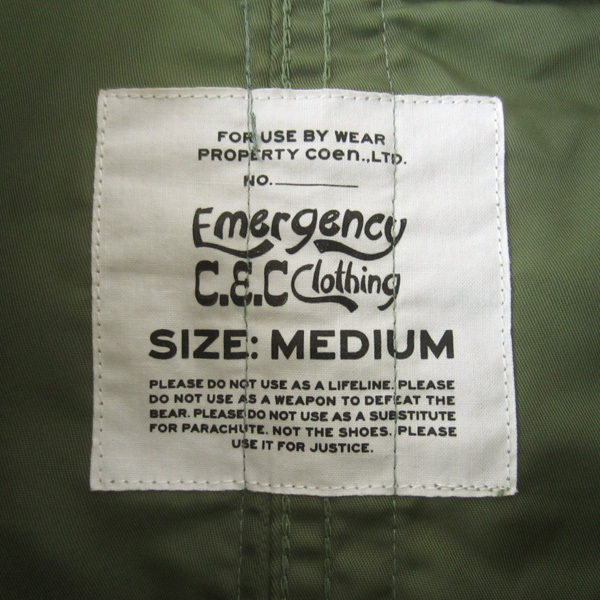 FOR USE BY WEAR
PROPERTY COen.,LTD.
NO.
Emergency
C.E.C Clothing
SIZE: MEDIUM
PLEASE DO NOT USE AS A LIFELINE. PLEASE
DO NOT USE AS A WEAPON TO DEFEAT THE
BEAR. PLEASE DO NOT USE AS A SUBSTITUTE
FOR PARACHUTE. NOT THE SHOES. PLEASE
USE IT FOR JUSTICE.